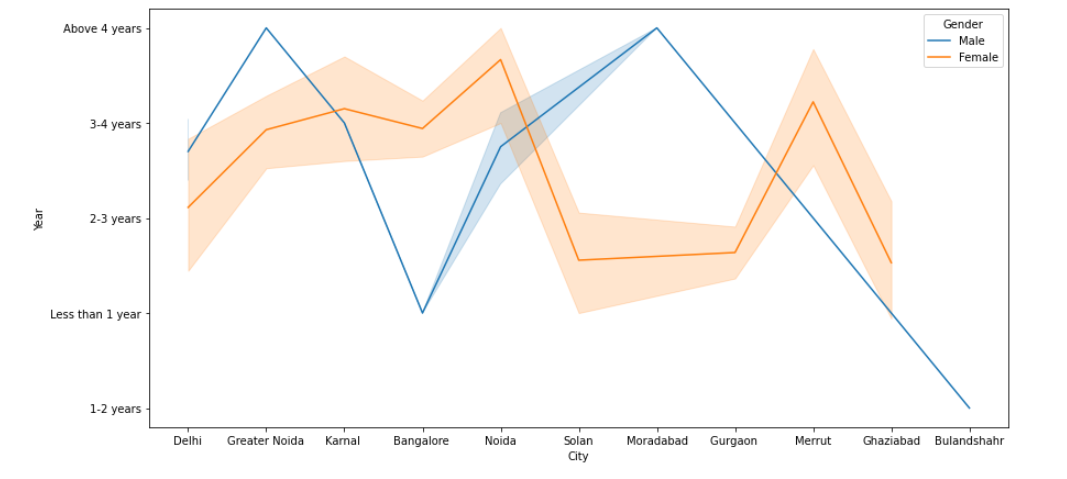 Gender
Male
Female
Above 4 years
3-4 years
2-3 years
Less than 1 year
1-2 years
Year
Delhi Greater Noida Karnal Bangalore Noida Solan Moradabad Gurgaon Merrut Ghaziabad Bulandshahr
City